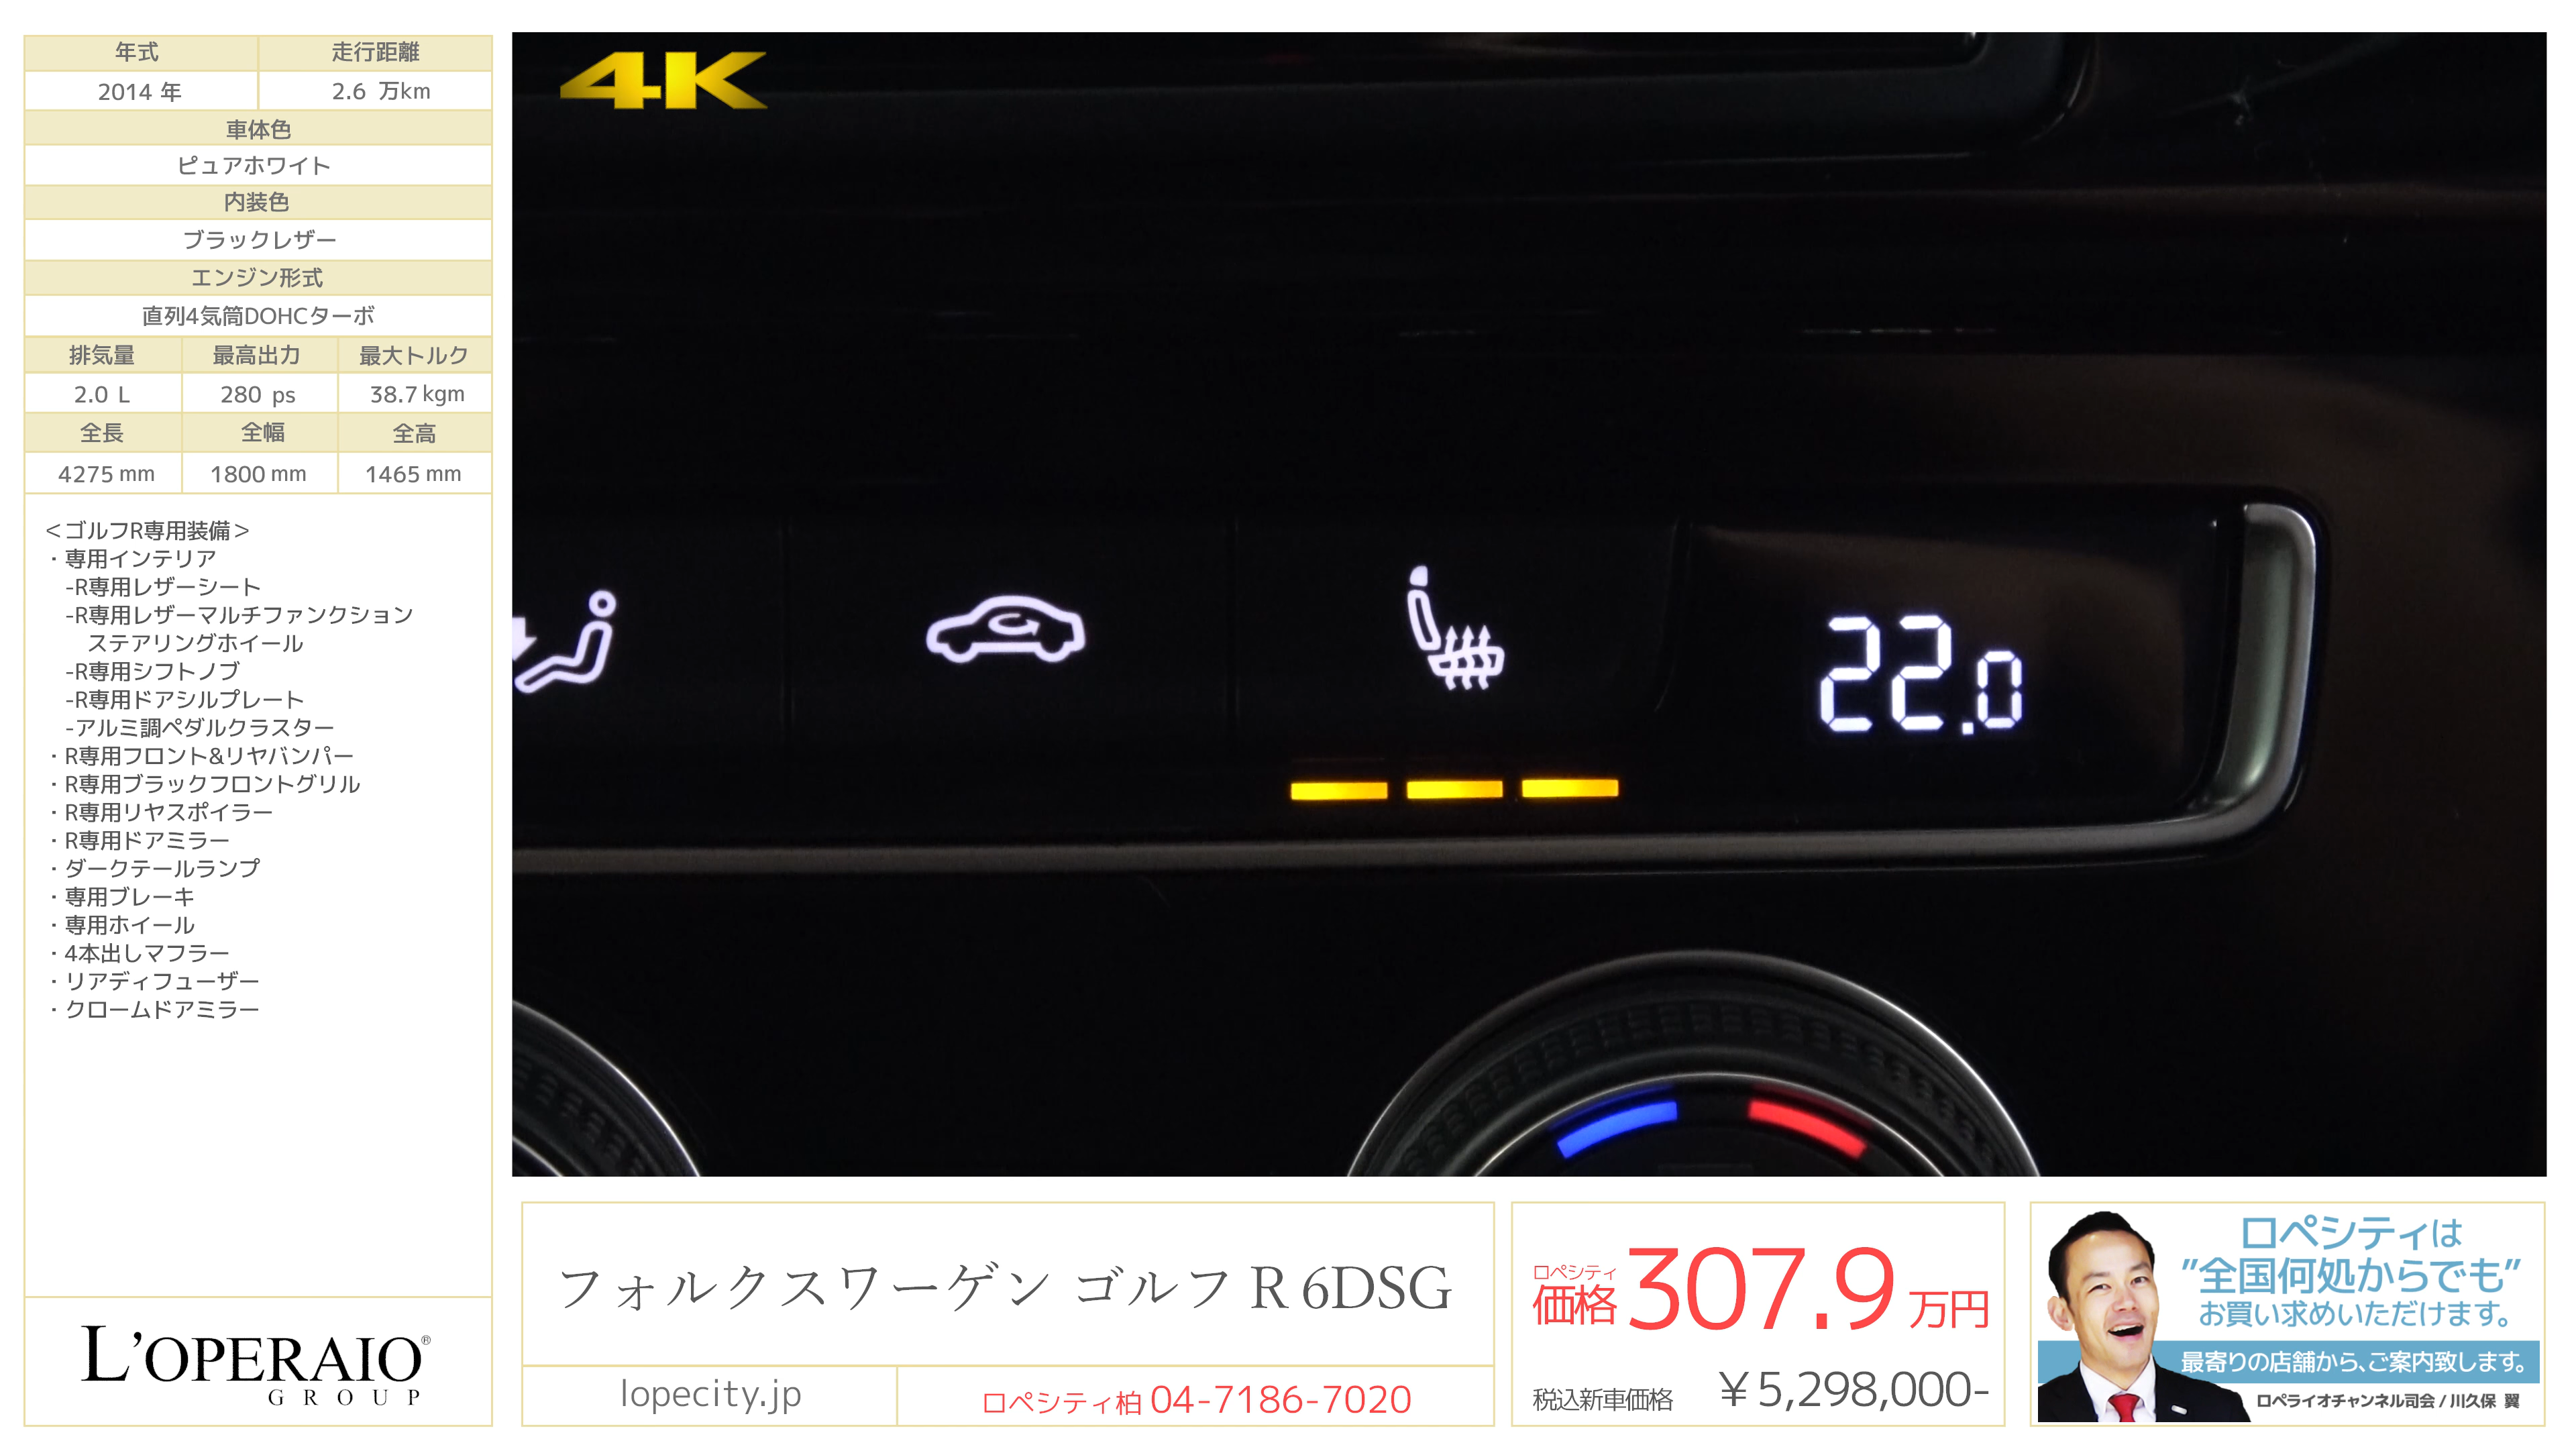 年式 走行距離
2014 年 2.6 万km
車体色
ピュアホワイト
内装色
ブラックレザー
エンジン形式
直列4気筒DOHCターボ
排気量 最高出力 最大トルク
2.0 L 280 ps 38.7 kgm
全長 全幅 全高
4275 mm 1800 mm 1465 mm
＜ゴルフR専用装備＞
・専用インテリア
-R専用レザーシート
-R専用レザーマルチファンクション
ステアリングホイール
-R専用シフトノブ
-R専用ドアシルプレート
-アルミ調ペダルクラスター
・R専用フロント&リヤバンパー
・R専用ブラックフロントグリル
・R専用リヤスポイラー
・R専用ドアミラー
・ダークテールランプ
・専用ブレーキ
・専用ホイール
・4本出しマフラー
・リアディフューザー
・クロームドアミラー
L'OPERAIO®
GROUP
4K
22.0
フォルクスワーゲン ゴルフ R 6DSG
lopecity.jp
ロペシティ柏 04-7186-7020
ロペシティ
価格 307.9 万円
税込新車価格 ￥5,298,000-
ロペシティは
”全国何処からでも”
お買い求めいただけます。
最寄りの店舗から、ご案内致します。
ロペライオチャンネル司会 / 川久保 翼